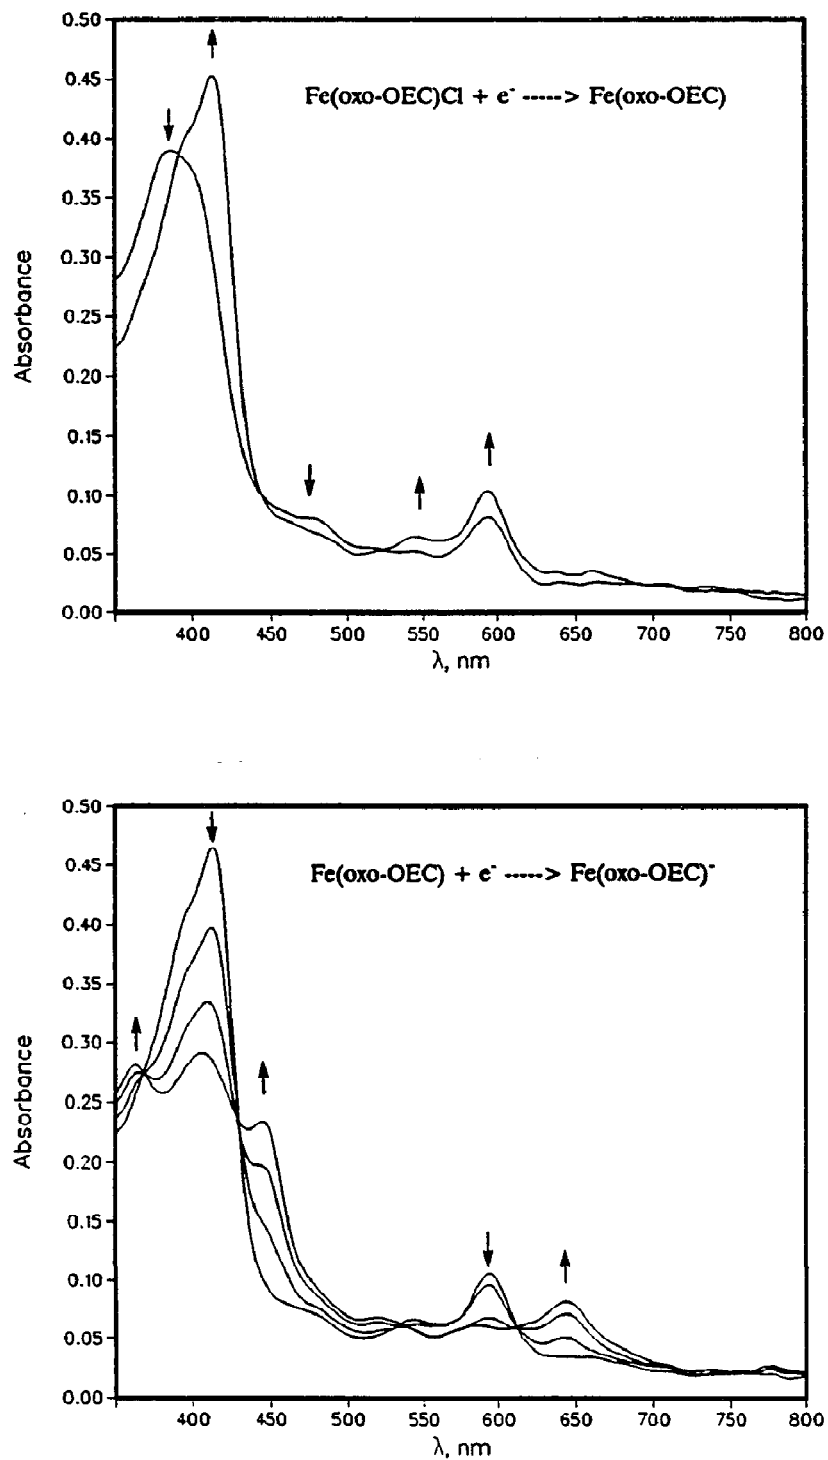 0.50
0.45
0.40
0.35
0.30
0.25
0.20
0.15
0.10
0.05
0.00
Absorbance
Fe(oxo-OEC)Cl + e- -----> Fe(oxo-OEC)
400 450 500 550 600 650 700 750 800
λ, nm
0.50
0.45
0.40
0.35
0.30
0.25
0.20
0.15
0.10
0.05
0.00
Absorbance
Fe(oxo-OEC) + e- -----> Fe(oxo-OEC)-
400 450 500 550 600 650 700 750 800
λ, nm